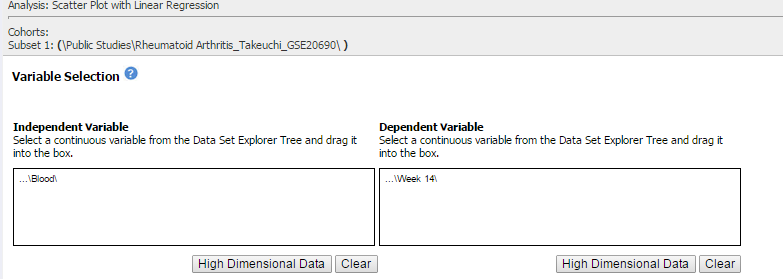 Analysis: Scatter Plot with Linear Regression
Cohorts:
Subset 1: (\Public Studies\Rheumatoid Arthritis_Takeuchi_GSE20690\ )
Variable Selection ?
Independent Variable
Select a continuous variable from the Data Set Explorer Tree and drag it
into the box.
...\Blood\
High Dimensional Data Clear
Dependent Variable
Select a continuous variable from the Data Set Explorer Tree and drag it
into the box.
...\Week 14\
High Dimensional Data Clear